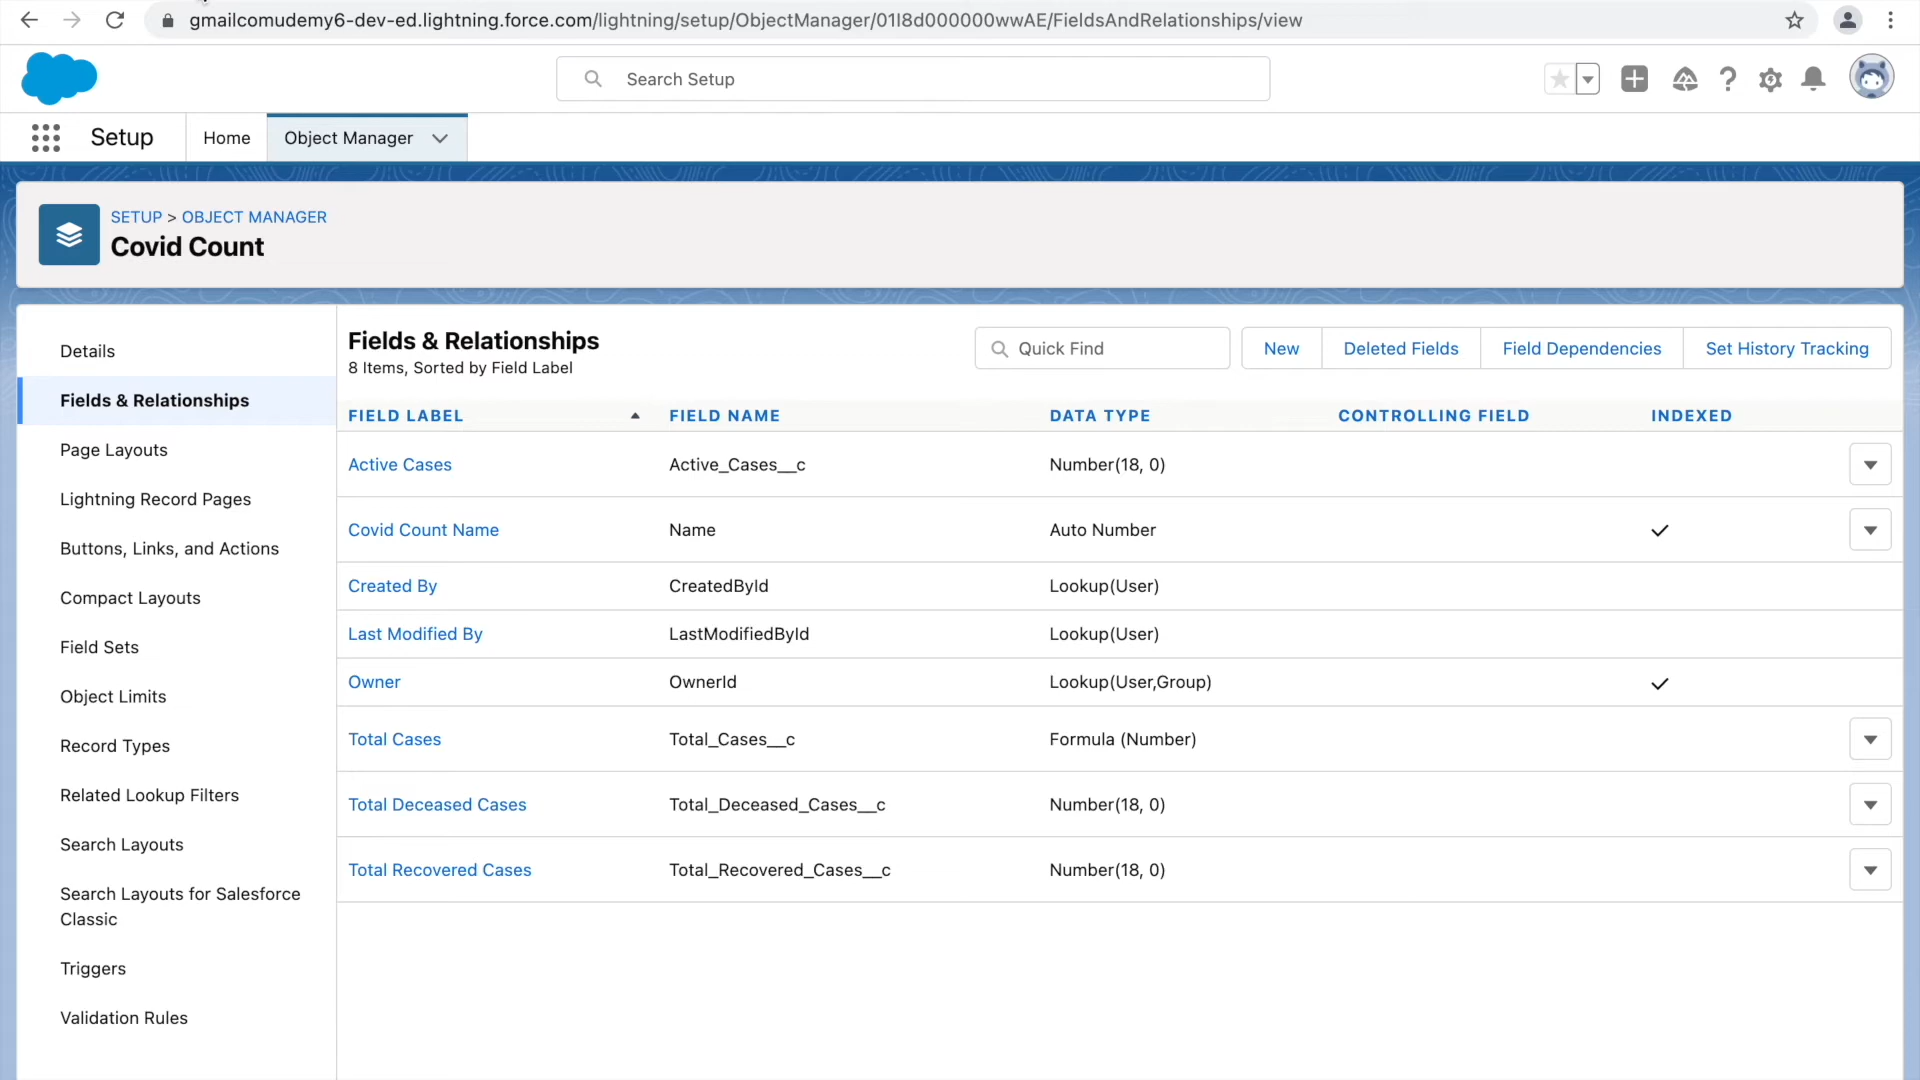 gmailcomudemy6-dev-ed.lightning.force.com/lightning/setup/ObjectManager/01I8d000000wwAE/FieldsAndRelationships/view
Search Setup
Setup
Home
Object Manager
SETUP > OBJECT MANAGER
Covid Count
Details
Fields & Relationships
Page Layouts
Lightning Record Pages
Buttons, Links, and Actions
Compact Layouts
Field Sets
Object Limits
Record Types
Related Lookup Filters
Search Layouts
Search Layouts for Salesforce
Classic
Triggers
Validation Rules
Fields & Relationships
8 Items, Sorted by Field Label
Quick Find
New
Deleted Fields
Field Dependencies
Set History Tracking
FIELD LABEL FIELD NAME DATA TYPE CONTROLLING FIELD INDEXED
Active Cases Active_Cases__c Number(18, 0)
Covid Count Name Name Auto Number
Created By CreatedById Lookup(User)
Last Modified By LastModifiedById Lookup(User)
Owner OwnerId Lookup(User,Group)
Total Cases Total_Cases__c Formula (Number)
Total Deceased Cases Total_Deceased_Cases__c Number(18, 0)
Total Recovered Cases Total_Recovered_Cases__c Number(18, 0)